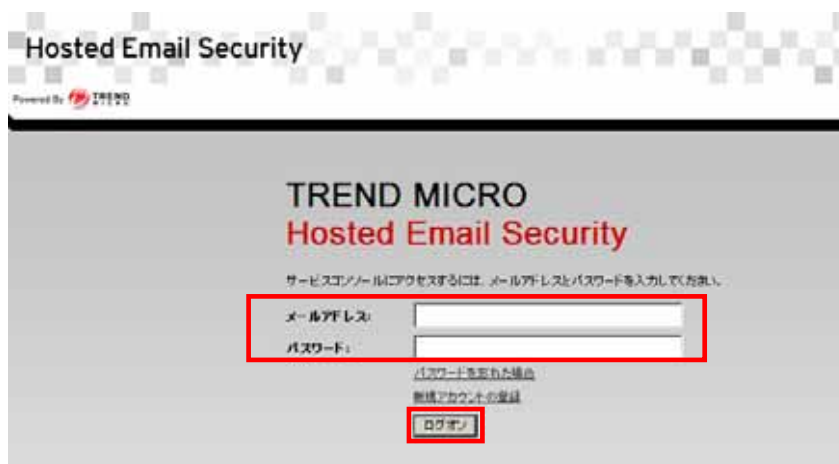 Hosted Email Security
Powered By TREND MICRO
TREND MICRO
Hosted Email Security
サービスコンソールにアクセスするには、メールアドレスとパスワードを入力してください。
メールアドレス:
パスワード:
パスワードを忘れた場合
新規アカウントの登録
ログオン